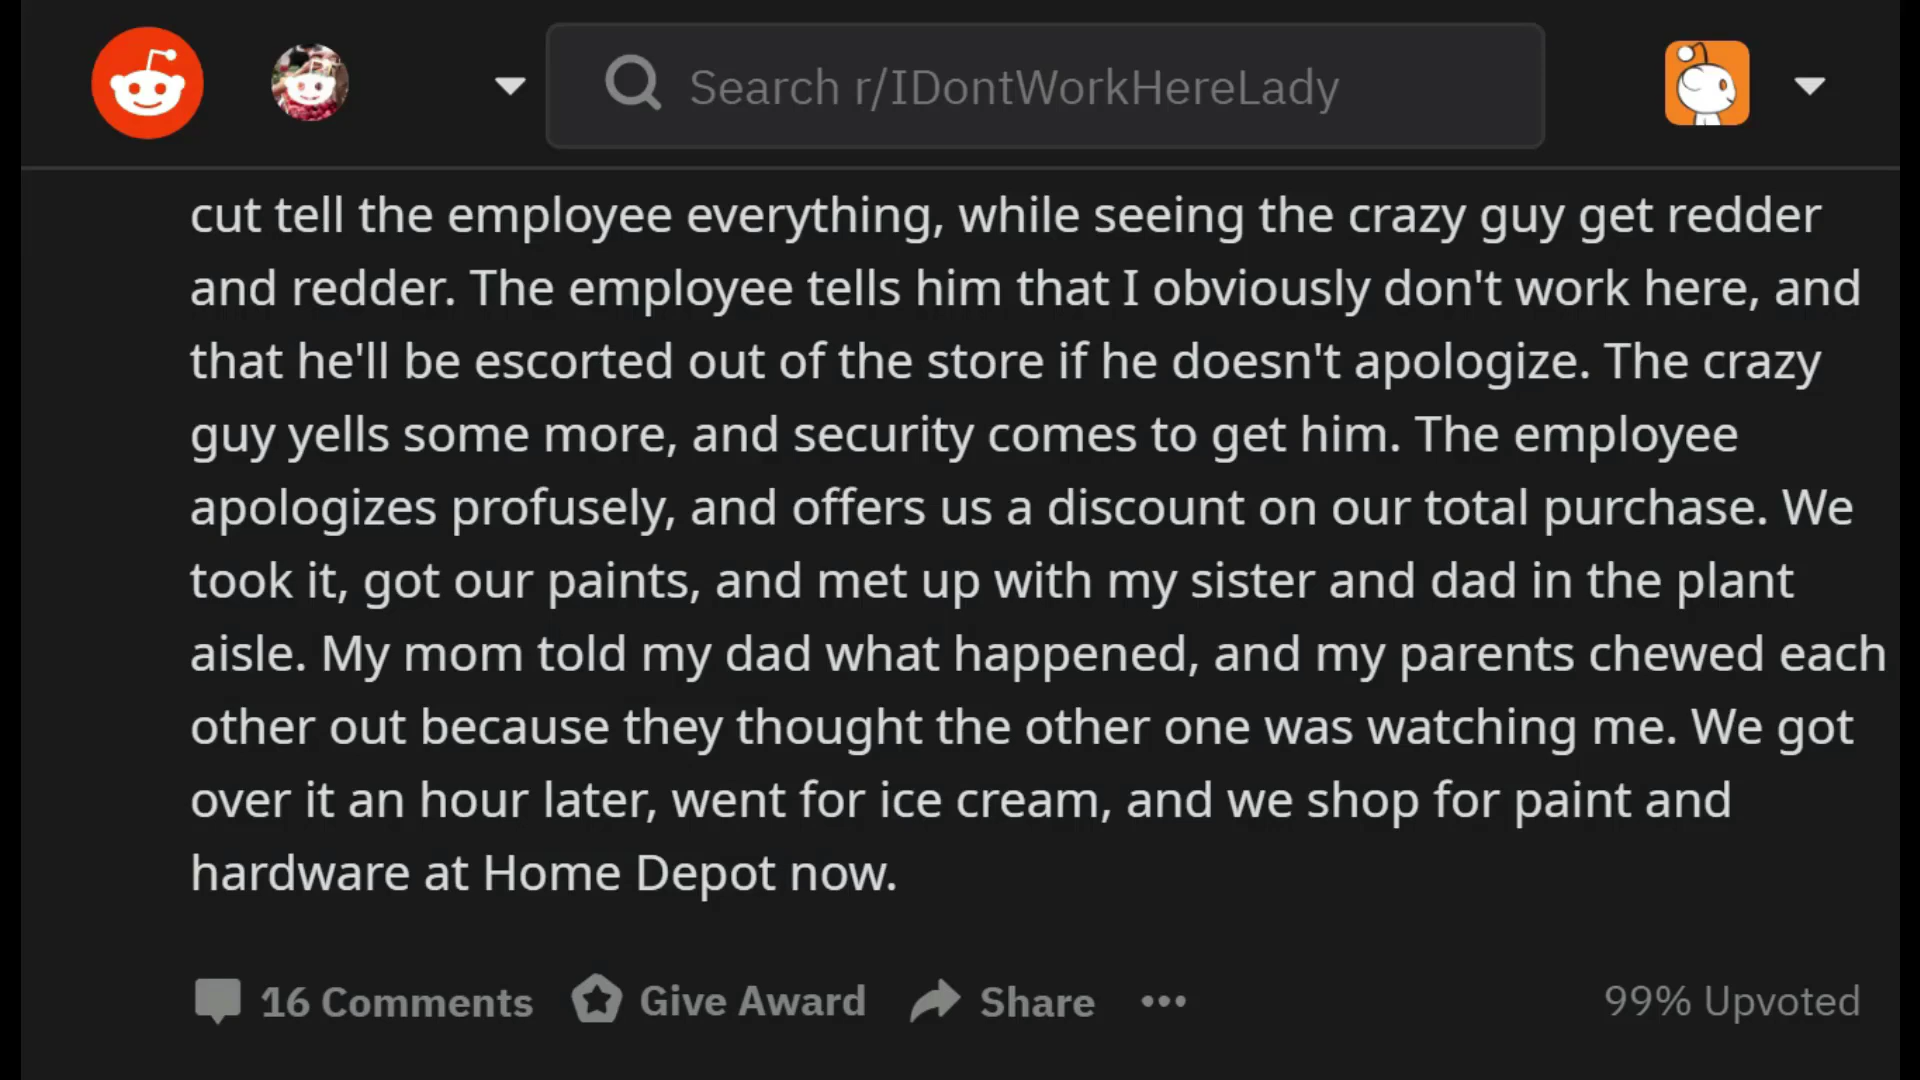 Search r/IDontWorkHereLady
cut tell the employee everything, while seeing the crazy guy get redder
and redder. The employee tells him that I obviously don't work here, and
that he'll be escorted out of the store if he doesn't apologize. The crazy
guy yells some more, and security comes to get him. The employee
apologizes profusely, and offers us a discount on our total purchase. We
took it, got our paints, and met up with my sister and dad in the plant
aisle. My mom told my dad what happened, and my parents chewed each
other out because they thought the other one was watching me. We got
over it an hour later, went for ice cream, and we shop for paint and
hardware at Home Depot now.
16 Comments Give Award Share ••• 99% Upvoted